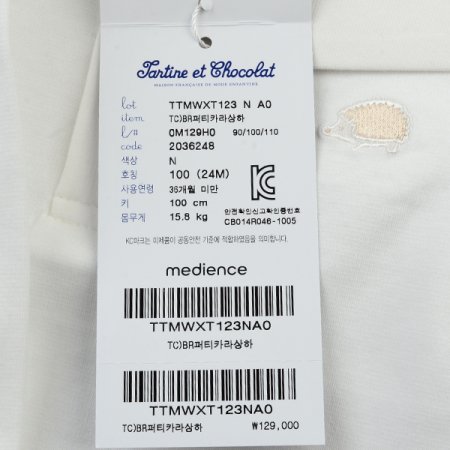 Tartine et Chocolat
MAISON FRANÇAISE DE MODE ENFANTINE
lot TTMWXT123 N A0
item TC)BR퍼티카라상하
l/# 0M129H0 90/100/110
code 2036248
색상 N
호칭 100 (24M)
사용연령 36개월 미만
키 100 cm
몸무게 15.8 kg
안전확인신고확인증번호
CB014R046-1005
KC마크는 이제품이 공통안전 기준에 적합하였음을 의미합니다.
medience
TTMWXT123NA0
TC)BR퍼티카라상하
TTMWXT123NA0
TC)BR퍼티카라상하 ₩129,000